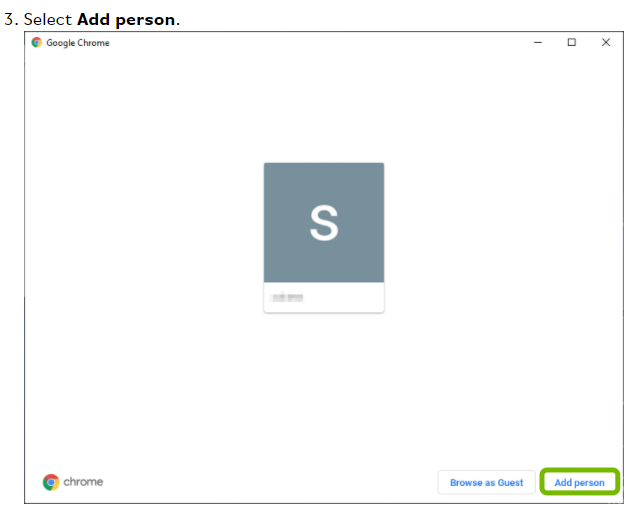 3. Select Add person.
Google Chrome
S
chrome
Browse as Guest
Add person